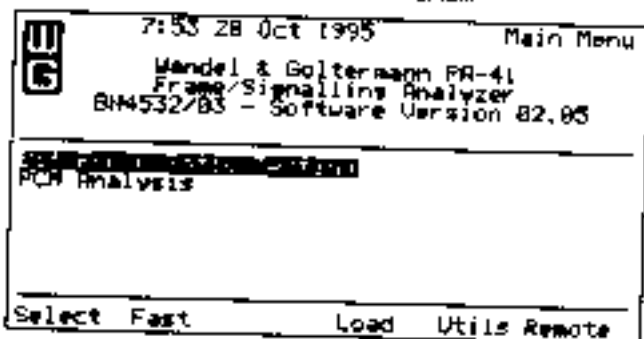 7:53 28 Oct 1995 Main Menu
Wandel & Goltermann PA-41
Frame/Signalling Analyzer
BN4532/03 - Software Version 02.05
PCM Analysis
Select Fast Load Utils Remote